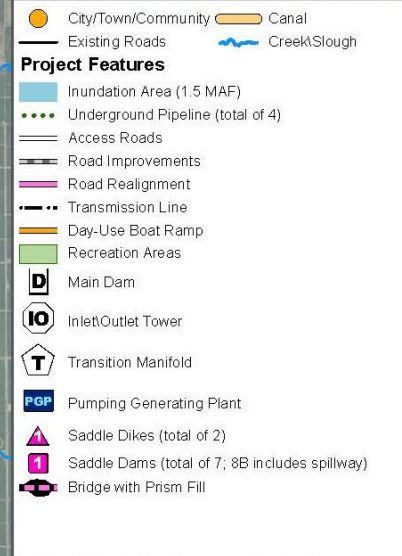 City/Town/Community Canal
Existing Roads Creek\Slough
Project Features
Inundation Area (1.5 MAF)
Underground Pipeline (total of 4)
Access Roads
Road Improvements
Road Realignment
Transmission Line
Day-Use Boat Ramp
Recreation Areas
D Main Dam
IO Inlet\Outlet Tower
T Transition Manifold
PGP Pumping Generating Plant
1 Saddle Dikes (total of 2)
1 Saddle Dams (total of 7; 8B includes spillway)
Bridge with Prism Fill